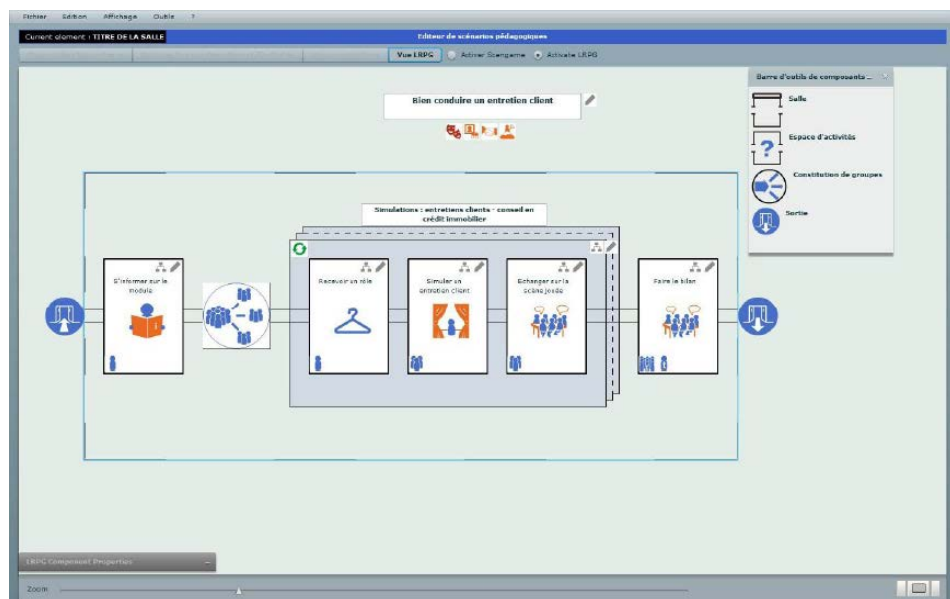 Fichier Edition Affichage Outils ?
Current element : TITRE DE LA SALLE
Editeur de scénarios pédagogiques
Vue LRPG Activer Scengame Activate LRPG
Barre d'outils de composants ...
Bien conduire un entretien client
Salle
Espace d'activités
?
Constitution de groupes
Sortie
Simulations : entretiens clients - conseil en
crédit immobilier
S'informer sur le
module
Recevoir un rôle
Simuler un
entretien client
Echanger sur la
scène jouée
Faire le bilan
LRPG Component Properties
Zoom